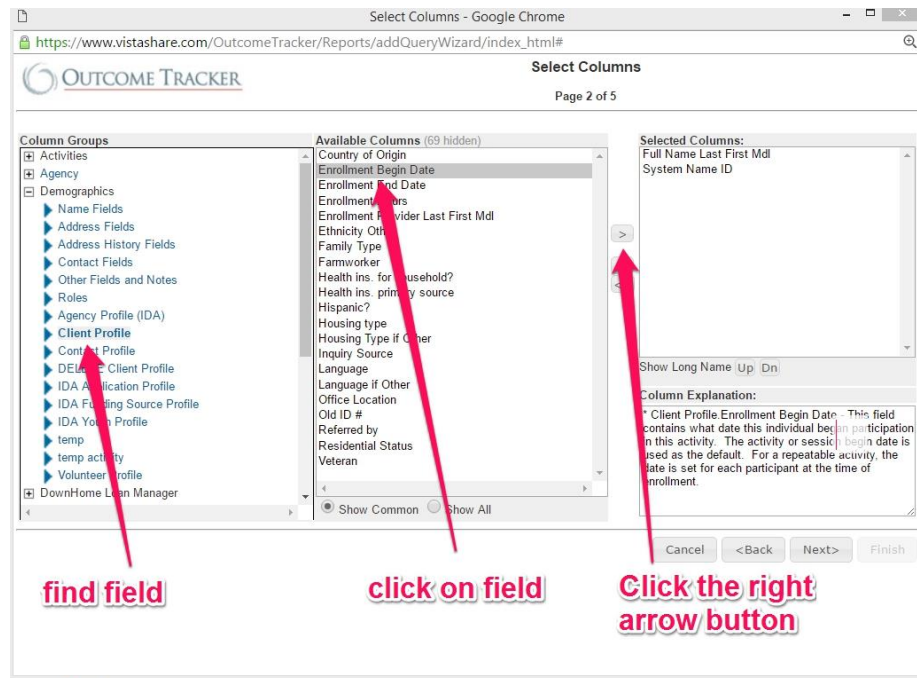 Select Columns - Google Chrome
https://www.vistashare.com/OutcomeTracker/Reports/addQueryWizard/index_html#
OUTCOME TRACKER
Select Columns
Page 2 of 5
Column Groups
Activities
Agency
Demographics
Name Fields
Address Fields
Address History Fields
Contact Fields
Other Fields and Notes
Roles
Agency Profile (IDA)
Client Profile
Profile
Client Profile
IDA Application Profile
IDA Funding Source Profile
IDA Youth Profile
temp
temp activity
Volunteer Profile
DownHome Loan Manager
Available Columns (69 hidden)
Country of Origin
Enrollment Begin Date
Enrollment End Date
Enrollment
Enrollment Provider Last First Mdl
Ethnicity Other
Family Type
Farmworker
Health ins. for household?
Health ins. primary source
Hispanic?
Housing type
Housing Type if Other
Inquiry Source
Language
Language if Other
Office Location
Old ID #
Referred by
Residential Status
Veteran
Show Common Show All
>
<
Selected Columns:
Full Name Last First Mdl
System Name ID
Show Long Name Up Dn
Column Explanation:
* Client Profile.Enrollment Begin Date - This field
contains what date this individual began participation
in this activity. The activity or session begin date is
used as the default. For a repeatable activity, the
date is set for each participant at the time of
enrollment.
Cancel <Back Next> Finish
find field
click on field
Click the right
arrow button